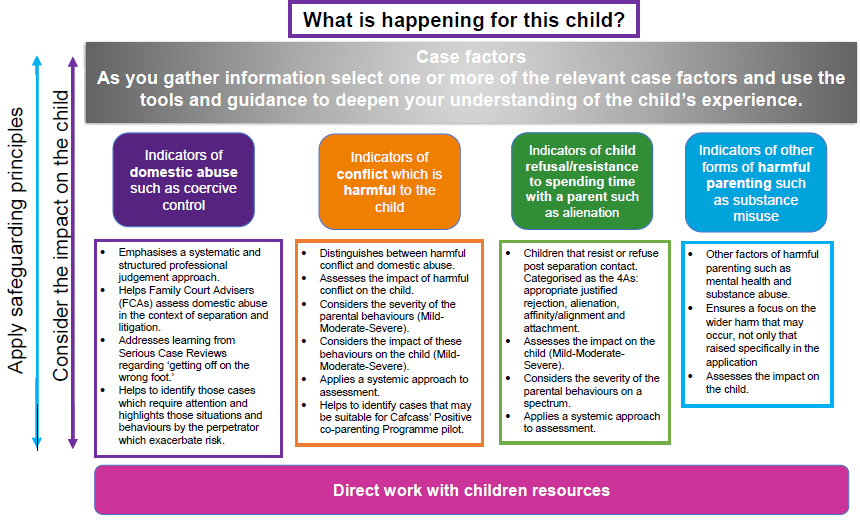 What is happening for this child?
Case factors
As you gather information select one or more of the relevant case factors and use the
tools and guidance to deepen your understanding of the child's experience.
Apply safeguarding principles
Consider the impact on the child
Indicators of
domestic abuse
such as coercive
control
Indicators of
conflict which is
harmful to the
child
Indicators of child
refusal/resistance
to spending time
with a parent such
as alienation
Indicators of other
forms of harmful
parenting such
as substance
misuse
• Emphasises a systematic and
structured professional
judgement approach.
• Helps Family Court Advisers
(FCAs) assess domestic abuse
in the context of separation and
litigation.
• Addresses learning from
Serious Case Reviews
regarding 'getting off on the
wrong foot.'
• Helps to identify those cases
which require attention and
highlights those situations and
behaviours by the perpetrator
which exacerbate risk.
• Distinguishes between harmful
conflict and domestic abuse.
• Assesses the impact of harmful
conflict on the child.
• Considers the severity of the
parental behaviours (Mild-
Moderate-Severe).
• Considers the impact of these
behaviours on the child (Mild-
Moderate-Severe).
• Applies a systemic approach to
assessment.
• Helps to identify cases that may
be suitable for Cafcass' Positive
co-parenting Programme pilot.
• Children that resist or refuse
post separation contact.
Categorised as the 4As:
appropriate justified
rejection, alienation,
affinity/alignment and
attachment.
• Assesses the impact on the
child (Mild-Moderate-
Severe).
• Considers the severity of the
parental behaviours on a
spectrum.
• Applies a systemic approach
to assessment.
• Other factors of harmful
parenting such as
mental health and
substance abuse.
• Ensures a focus on the
wider harm that may
occur, not only that
raised specifically in the
application
• Assesses the impact on
the child.
Direct work with children resources